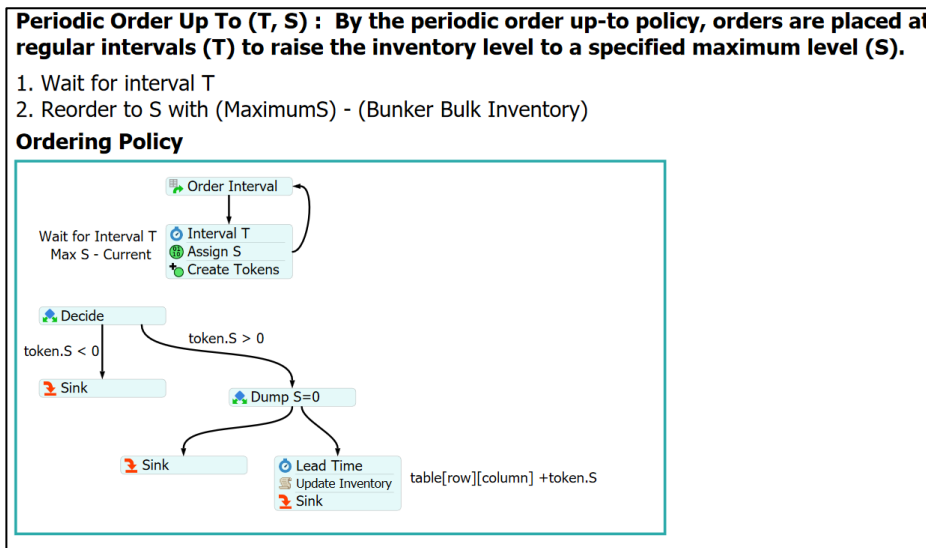 Periodic Order Up To (T, S) : By the periodic order up-to policy, orders are placed at
regular intervals (T) to raise the inventory level to a specified maximum level (S).
1. Wait for interval T
2. Reorder to S with (MaximumS) - (Bunker Bulk Inventory)
Ordering Policy
Order Interval
Wait for Interval T
Max S - Current
Interval T
Assign S
Create Tokens
Decide
token.S < 0
token.S > 0
Sink
Dump S=0
Sink
Lead Time
Update Inventory
Sink
table[row][column] +token.S